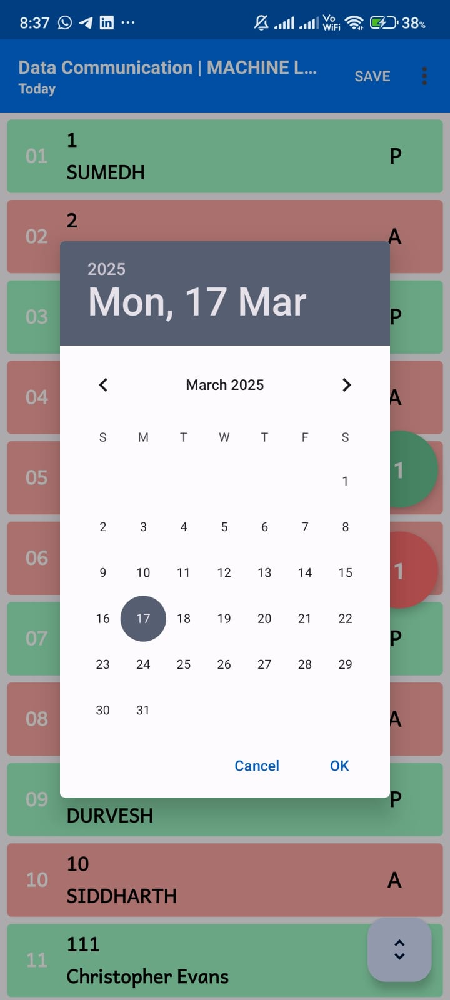 8:37 in ... Vo WiFi 38%
Data Communication | MACHINE L...
Today
SAVE
01 1 P
SUMEDH
02 2 A
03 P
04 A
05 1
06 1
07 P
08 A
09 P
DURVESH
10 10 A
SIDDHARTH
11 111
Christopher Evans
2025
Mon, 17 Mar
March 2025
S M T W T F S
1
2 3 4 5 6 7 8
9 10 11 12 13 14 15
16 17 18 19 20 21 22
23 24 25 26 27 28 29
30 31
Cancel OK